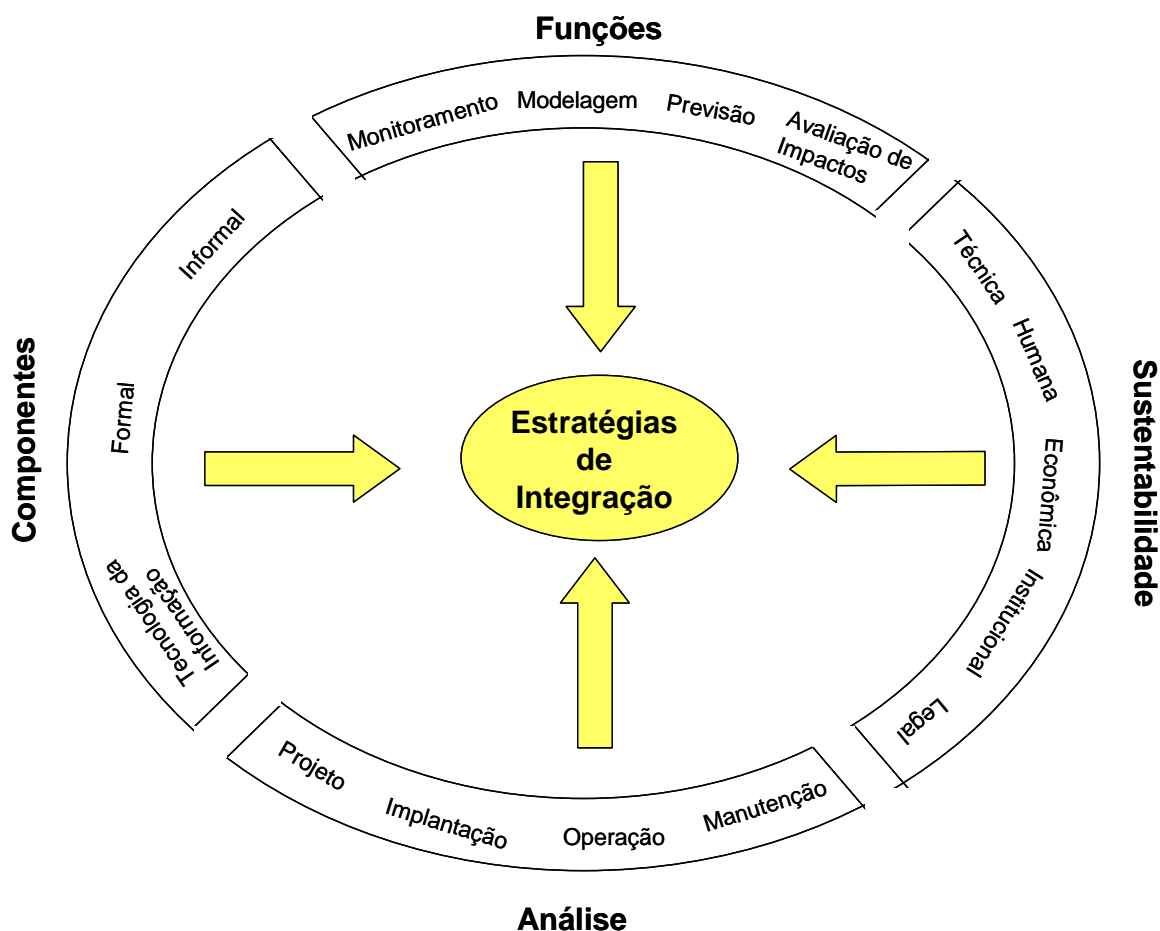 Funções
Monitoramento
Modelagem
Previsão
Avaliação de
Impactos
Componentes
Informal
Formal
Tecnologia da
Informação
Estratégias
de
Integração
Sustentabilidade
Técnica
Humana
Econômica
Institucional
Legal
Projeto
Implantação
Operação
Manutenção
Análise